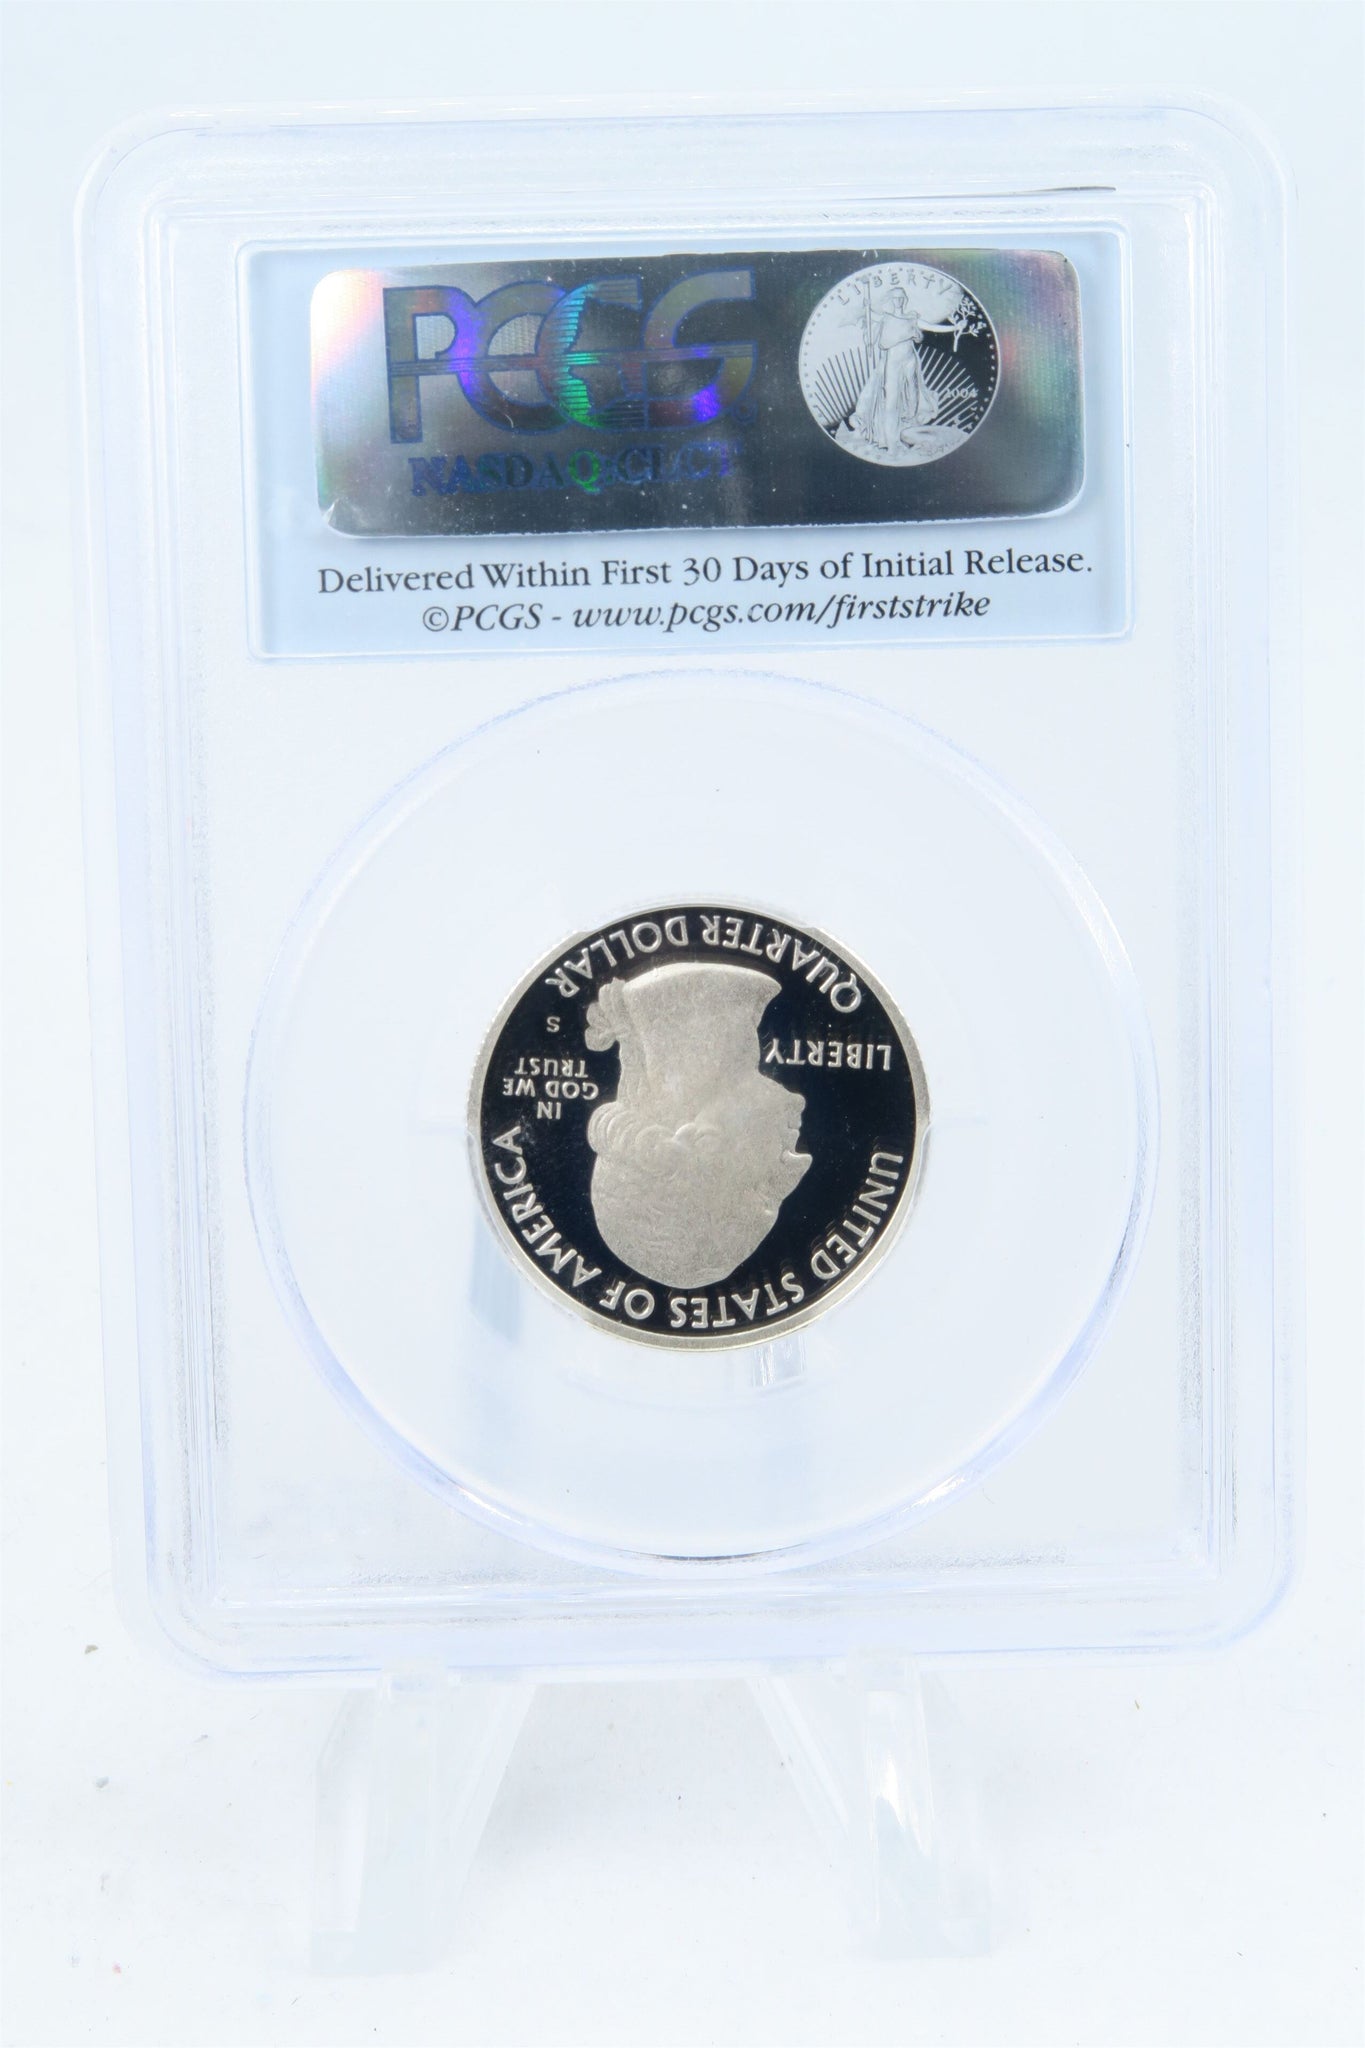 PCGS
NASDAQ:CLCT
LIBERTY
2004
Delivered Within First 30 Days of Initial Release.
©PCGS - www.pcgs.com/firststrike
UNITED STATES OF AMERICA
LIBERTY
IN
GOD WE
TRUST
S
QUARTER DOLLAR